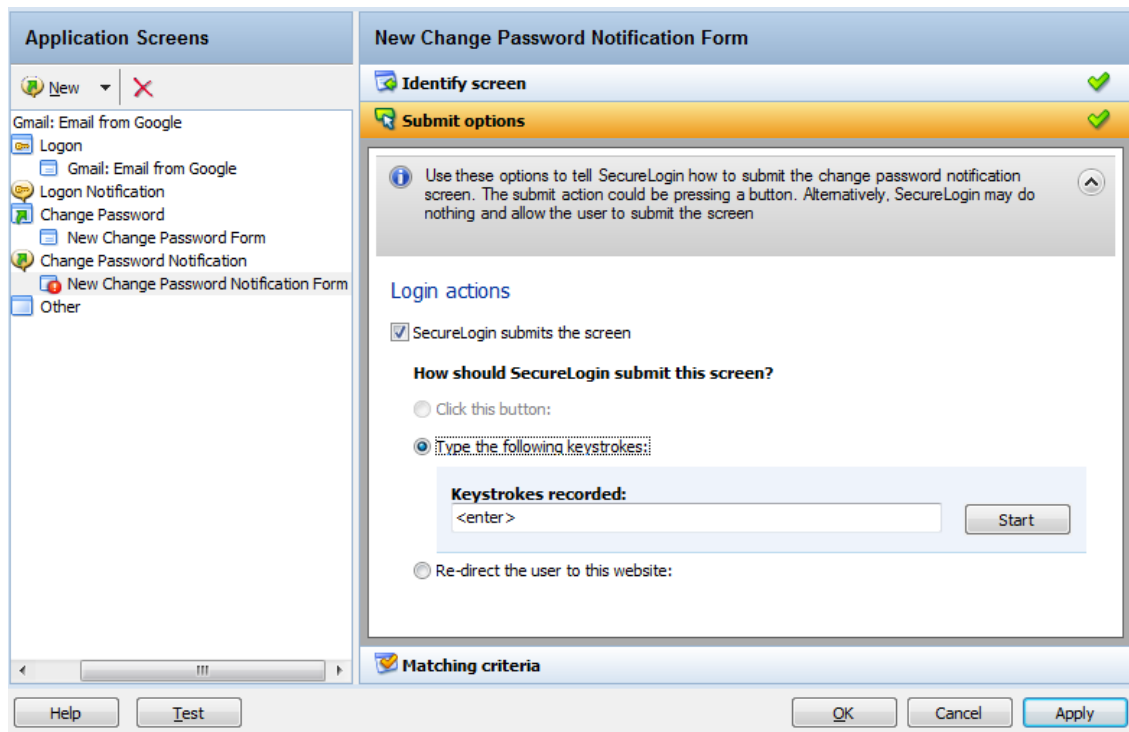 Application Screens
New
Gmail: Email from Google
Logon
Gmail: Email from Google
Logon Notification
Change Password
New Change Password Form
Change Password Notification
New Change Password Notification Form
Other
New Change Password Notification Form
Identify screen
Submit options
Use these options to tell SecureLogin how to submit the change password notification
screen. The submit action could be pressing a button. Alternatively, SecureLogin may do
nothing and allow the user to submit the screen
Login actions
SecureLogin submits the screen
How should SecureLogin submit this screen?
Click this button:
Type the following keystrokes:
Keystrokes recorded:
<enter>
Start
Re-direct the user to this website:
Matching criteria
Help
Test
OK
Cancel
Apply